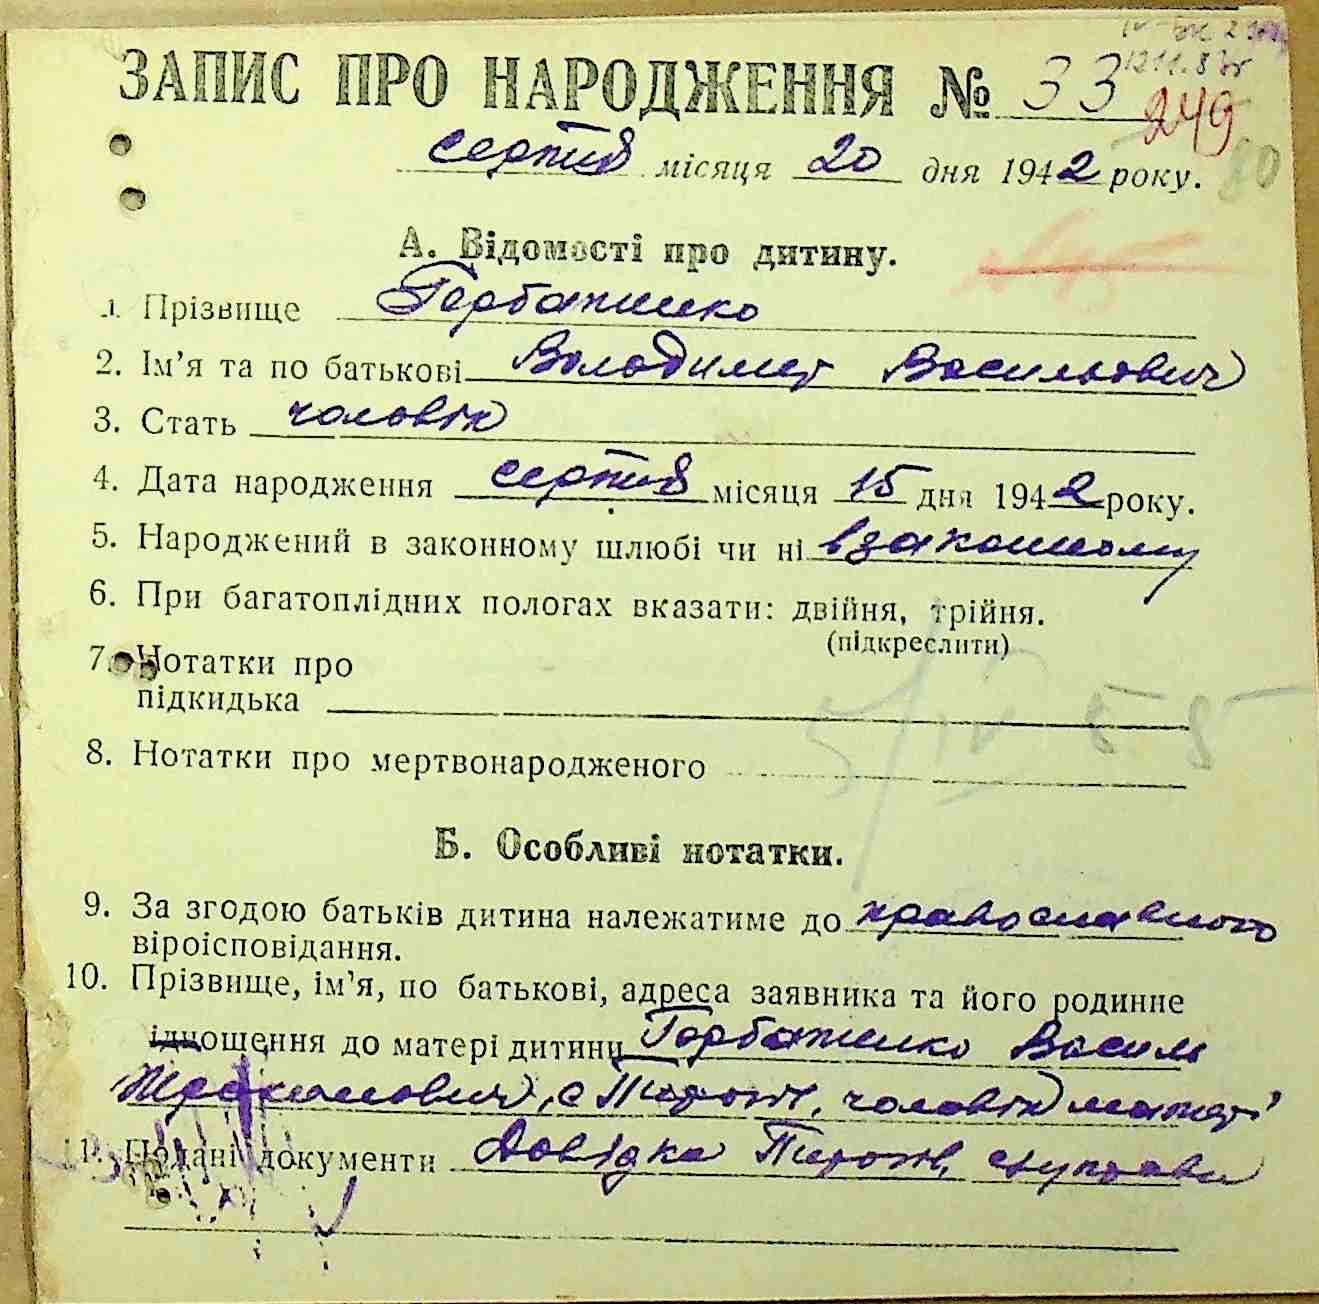 ЗАПИС ПРО НАРОДЖЕННЯ № 33
249
80
серпня місяця 20 дня 1942 року.
А. Відомості про дитину.
1. Прізвище Горбатенко
2. Ім'я та по батькові Володимир Васильович
3. Стать чоловік
4. Дата народження серпня місяця 15 дня 1942 року.
5. Народжений в законному шлюбі чи ні в законному
6. При багатоплідних пологах вказати: двійня, трійня.
(підкреслити)
7. Нотатки про
підкидька
8. Нотатки про мертвонародженого
Б. Особливі нотатки.
9. За згодою батьків дитина належатиме до православного
віроісповідання.
10. Прізвище, ім'я, по батькові, адреса заявника та його родинне
ідношення до матері дитини Горбатенко Василь
с чоловік матері
11. Подані документи Довідка управи